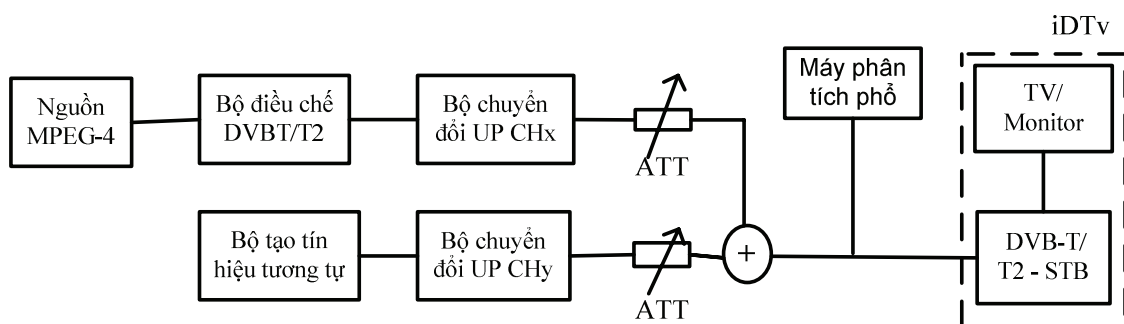 iDTv
Nguồn
MPEG-4
Bộ điều chế
DVBT/T2
Bộ chuyển
đổi UP CHx
ATT
Máy phân
tích phổ
TV/
Monitor
Bộ tạo tín
hiệu tương tự
Bộ chuyển
đổi UP CHy
ATT
+
DVB-T/
T2 - STB